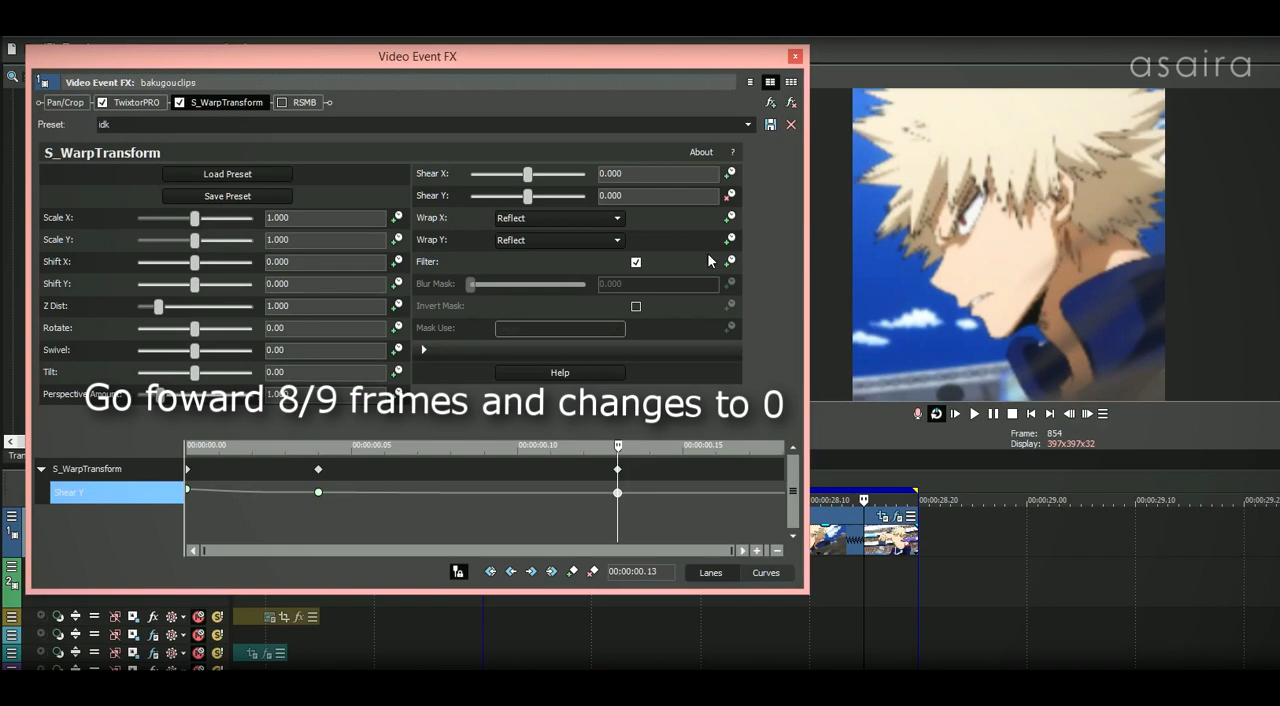 Video Event FX
asaira
Video Event FX: bakugouclips
Pan/Crop TwixtorPRO S_WarpTransform RSMB
Preset: idk
S_WarpTransform About ?
Load Preset
Save Preset
Scale X: 1.000
Scale Y: 1.000
Shift X: 0.000
Shift Y: 0.000
Z Dist: 1.000
Rotate: 0.00
Swivel: 0.00
Tilt: 0.00
Perspective Amount:
Shear X: 0.000
Shear Y: 0.000
Wrap X: Reflect
Wrap Y: Reflect
Filter:
Blur Mask: 0.000
Invert Mask:
Mask Use:
Help
Go foward 8/9 frames and changes to 0
00:00:00.00 00:00:00.05 00:00:00.10 00:00:00.15
S_WarpTransform
Shear Y
00:00:00.13 Lanes Curves
Frame: 854
Display: 397x397x32
00:00:28.10 00:00:28.20 00:00:29.00 00:00:29.10 00:00:29.2